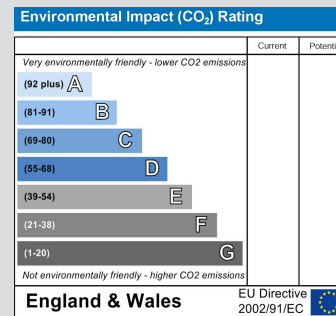 Environmental Impact (CO₂) Rating
Current Potenti
Very environmentally friendly - lower CO2 emissions
(92 plus) A
(81-91) B
(69-80) C
(55-68) D
(39-54) E
(21-38) F
(1-20) G
Not environmentally friendly - higher CO2 emissions
England & Wales
EU Directive
2002/91/EC